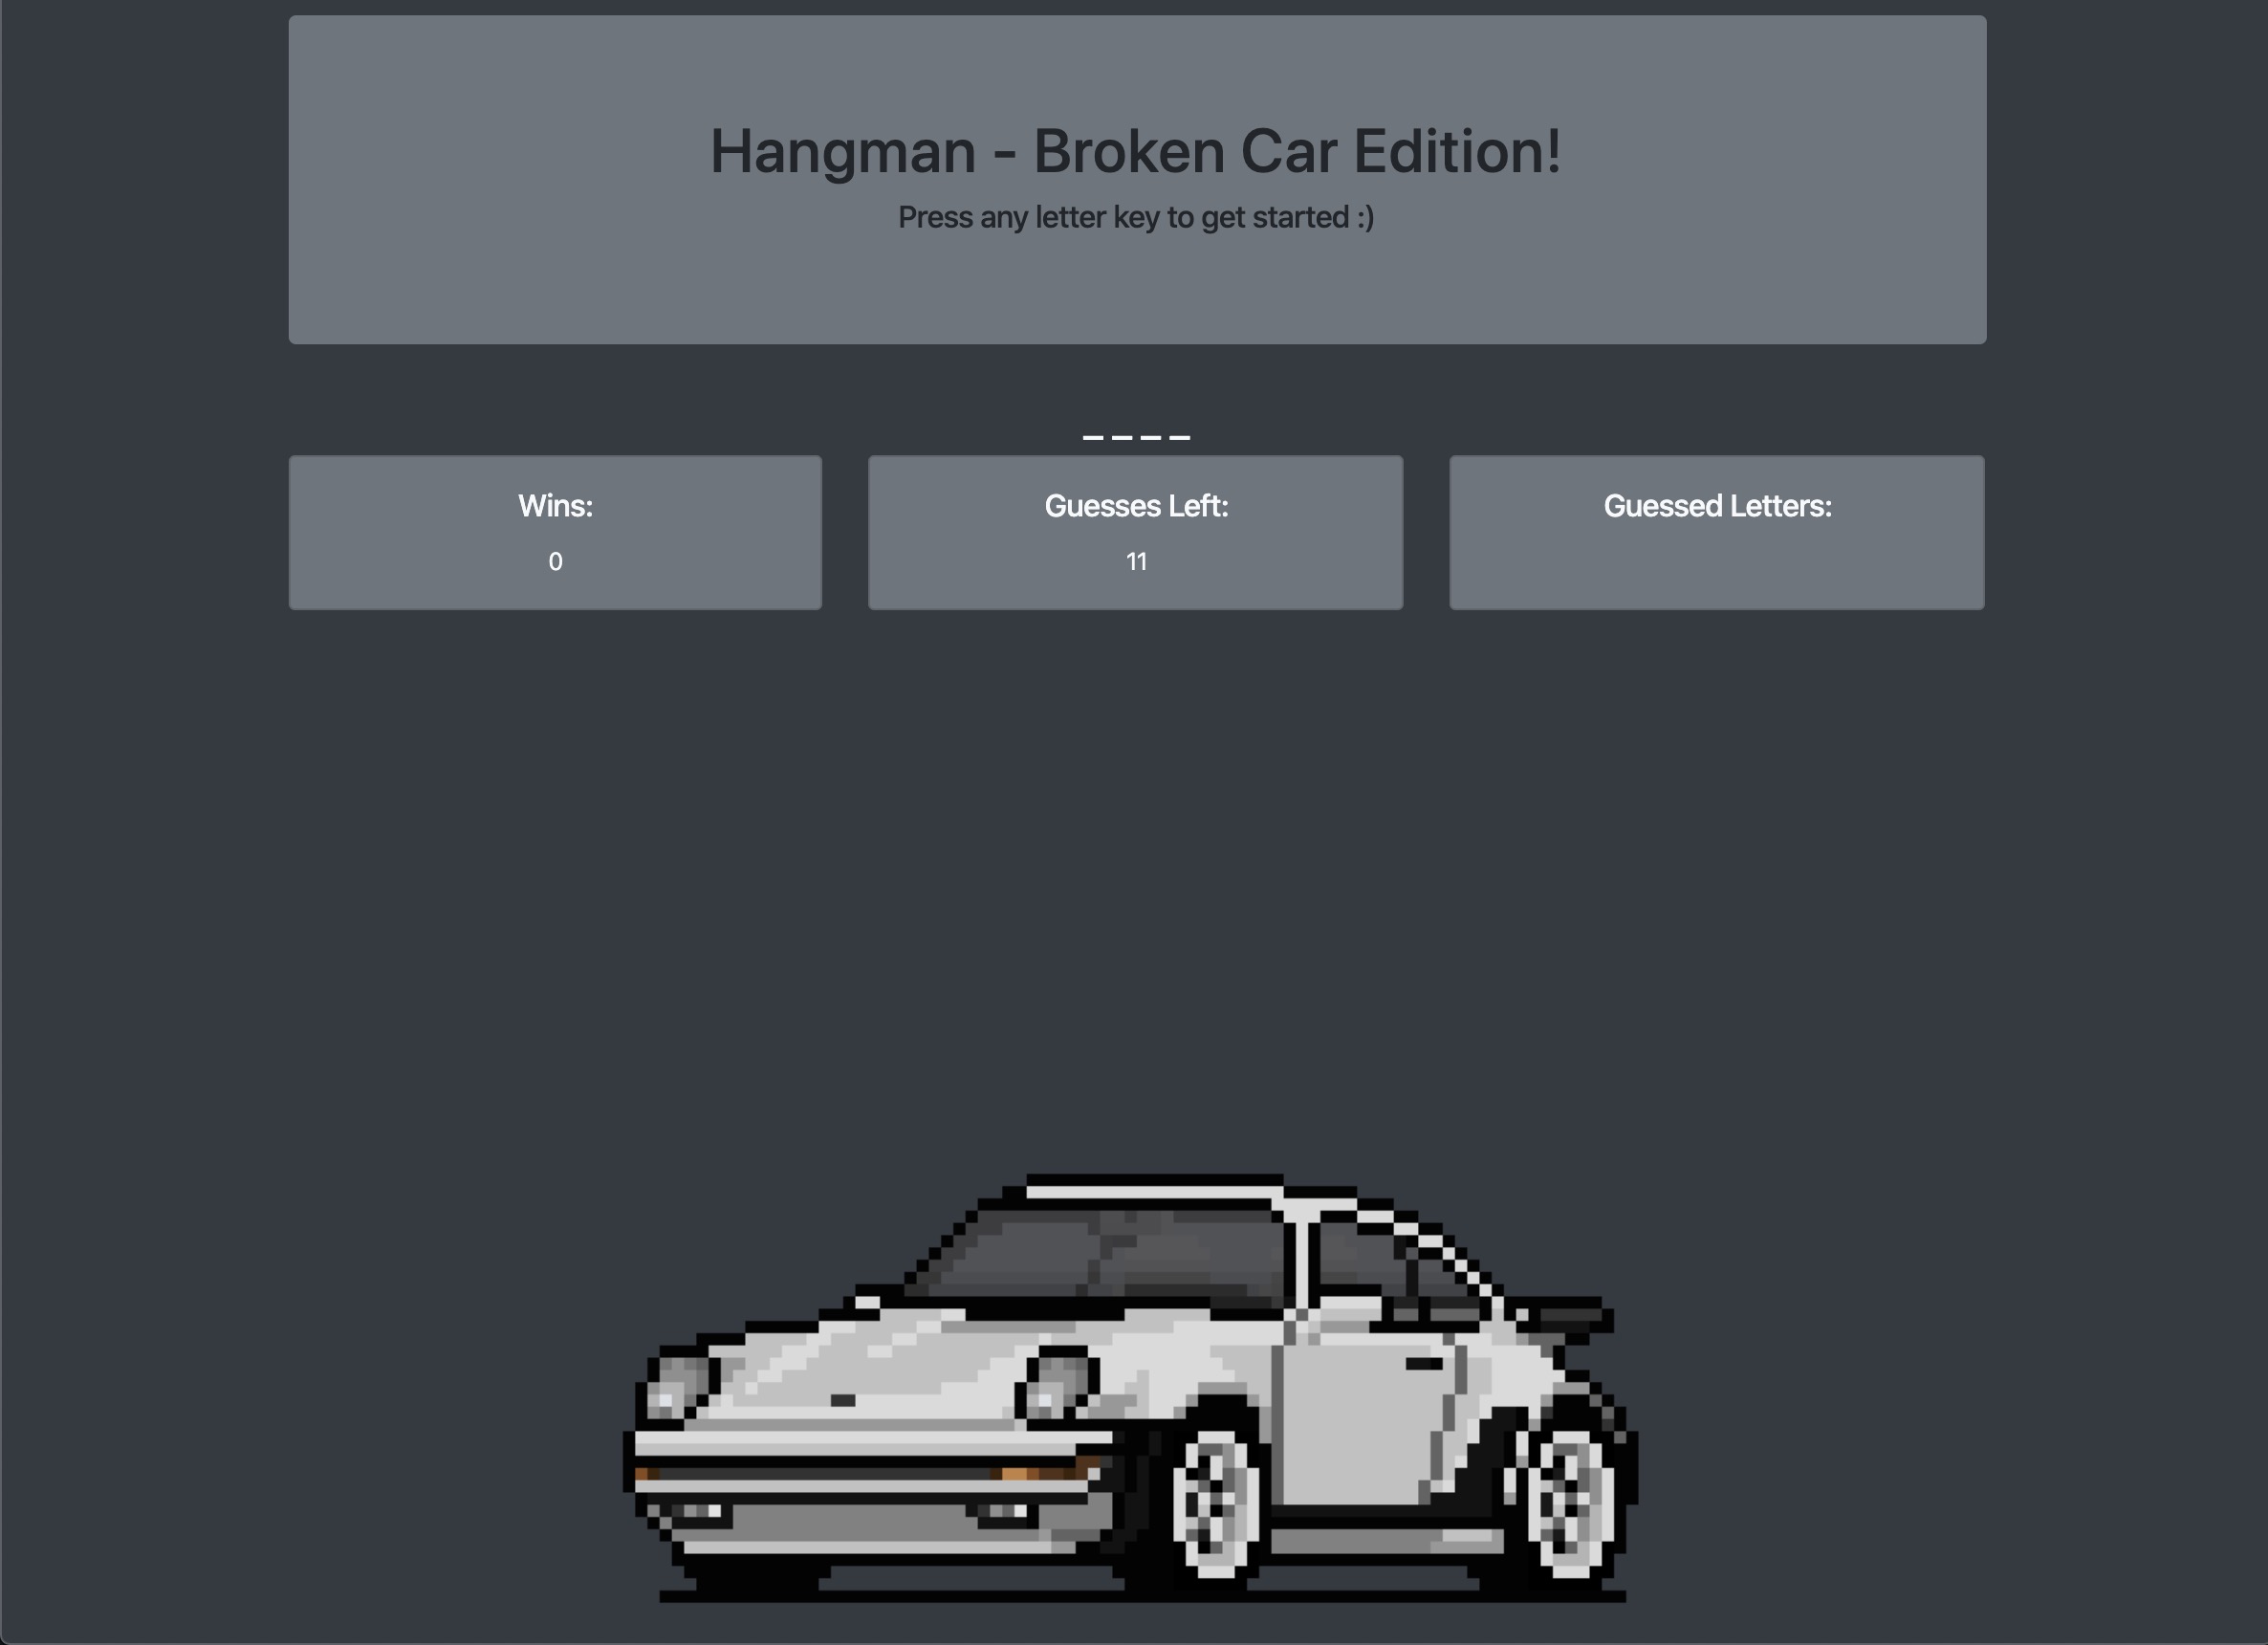 Hangman - Broken Car Edition!
Press any letter key to get started :)
_ _ _ _
Wins:
0
Guesses Left:
11
Guessed Letters: